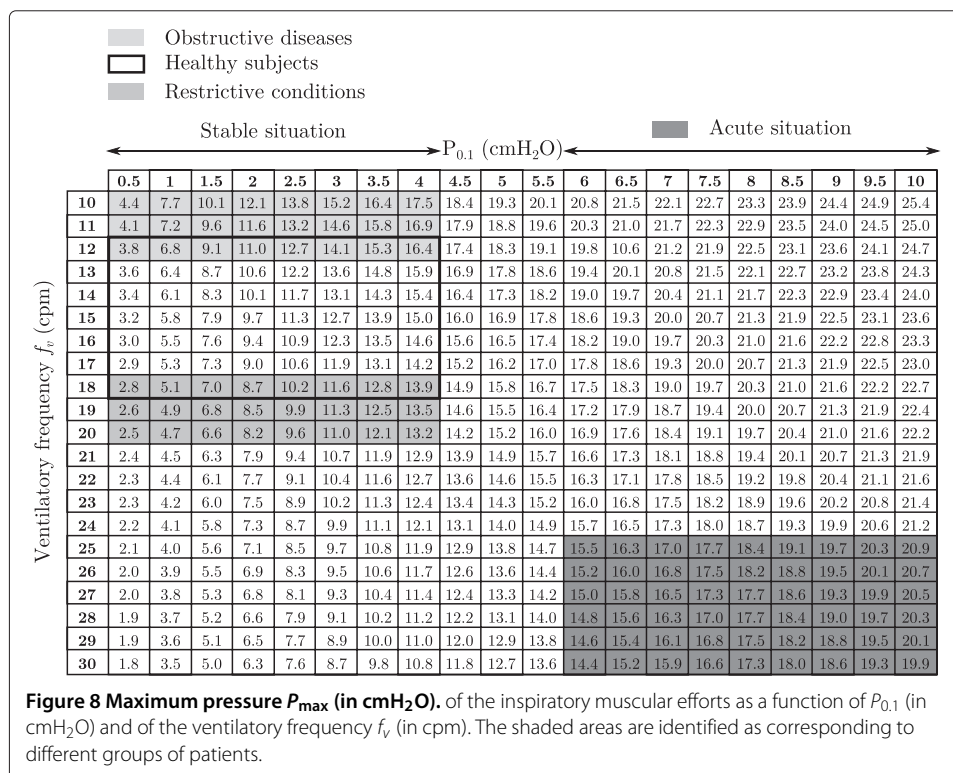 Obstructive diseases
Healthy subjects
Restrictive conditions
Stable situation
Acute situation
P0.1 (cmH2O)
0.5 1 1.5 2 2.5 3 3.5 4 4.5 5 5.5 6 6.5 7 7.5 8 8.5 9 9.5 10
Ventilatory frequency fv (cpm)
10 4.4 7.7 10.1 12.1 13.8 15.2 16.4 17.5 18.4 19.3 20.1 20.8 21.5 22.1 22.7 23.3 23.9 24.4 24.9 25.4
11 4.1 7.2 9.6 11.6 13.2 14.6 15.8 16.9 17.9 18.8 19.6 20.3 21.0 21.7 22.3 22.9 23.5 24.0 24.5 25.0
12 3.8 6.8 9.1 11.0 12.7 14.1 15.3 16.4 17.4 18.3 19.1 19.8 10.6 21.2 21.9 22.5 23.1 23.6 24.1 24.7
13 3.6 6.4 8.7 10.6 12.2 13.6 14.8 15.9 16.9 17.8 18.6 19.4 20.1 20.8 21.5 22.1 22.7 23.2 23.8 24.3
14 3.4 6.1 8.3 10.1 11.7 13.1 14.3 15.4 16.4 17.3 18.2 19.0 19.7 20.4 21.1 21.7 22.3 22.9 23.4 24.0
15 3.2 5.8 7.9 9.7 11.3 12.7 13.9 15.0 16.0 16.9 17.8 18.6 19.3 20.0 20.7 21.3 21.9 22.5 23.1 23.6
16 3.0 5.5 7.6 9.4 10.9 12.3 13.5 14.6 15.6 16.5 17.4 18.2 19.0 19.7 20.3 21.0 21.6 22.2 22.8 23.3
17 2.9 5.3 7.3 9.0 10.6 11.9 13.1 14.2 15.2 16.2 17.0 17.8 18.6 19.3 20.0 20.7 21.3 21.9 22.5 23.0
18 2.8 5.1 7.0 8.7 10.2 11.6 12.8 13.9 14.9 15.8 16.7 17.5 18.3 19.0 19.7 20.3 21.0 21.6 22.2 22.7
19 2.6 4.9 6.8 8.5 9.9 11.3 12.5 13.5 14.6 15.5 16.4 17.2 17.9 18.7 19.4 20.0 20.7 21.3 21.9 22.4
20 2.5 4.7 6.6 8.2 9.6 11.0 12.1 13.2 14.2 15.2 16.0 16.9 17.6 18.4 19.1 19.7 20.4 21.0 21.6 22.2
21 2.4 4.5 6.3 7.9 9.4 10.7 11.9 12.9 13.9 14.9 15.7 16.6 17.3 18.1 18.8 19.4 20.1 20.7 21.3 21.9
22 2.3 4.4 6.1 7.7 9.1 10.4 11.6 12.7 13.6 14.6 15.5 16.3 17.1 17.8 18.5 19.2 19.8 20.4 21.1 21.6
23 2.3 4.2 6.0 7.5 8.9 10.2 11.3 12.4 13.4 14.3 15.2 16.0 16.8 17.5 18.2 18.9 19.6 20.2 20.8 21.4
24 2.2 4.1 5.8 7.3 8.7 9.9 11.1 12.1 13.1 14.0 14.9 15.7 16.5 17.3 18.0 18.7 19.3 19.9 20.6 21.2
25 2.1 4.0 5.6 7.1 8.5 9.7 10.8 11.9 12.9 13.8 14.7 15.5 16.3 17.0 17.7 18.4 19.1 19.7 20.3 20.9
26 2.0 3.9 5.5 6.9 8.3 9.5 10.6 11.7 12.6 13.6 14.4 15.2 16.0 16.8 17.5 18.2 18.8 19.5 20.1 20.7
27 2.0 3.8 5.3 6.8 8.1 9.3 10.4 11.4 12.4 13.3 14.2 15.0 15.8 16.5 17.3 17.7 18.6 19.3 19.9 20.5
28 1.9 3.7 5.2 6.6 7.9 9.1 10.2 11.2 12.2 13.1 14.0 14.8 15.6 16.3 17.0 17.7 18.4 19.0 19.7 20.3
29 1.9 3.6 5.1 6.5 7.7 8.9 10.0 11.0 12.0 12.9 13.8 14.6 15.4 16.1 16.8 17.5 18.2 18.8 19.5 20.1
30 1.8 3.5 5.0 6.3 7.6 8.7 9.8 10.8 11.8 12.7 13.6 14.4 15.2 15.9 16.6 17.3 18.0 18.6 19.3 19.9
Figure 8 Maximum pressure Pmax (in cmH2O). of the inspiratory muscular efforts as a function of P0.1 (in
cmH2O) and of the ventilatory frequency fv (in cpm). The shaded areas are identified as corresponding to
different groups of patients.